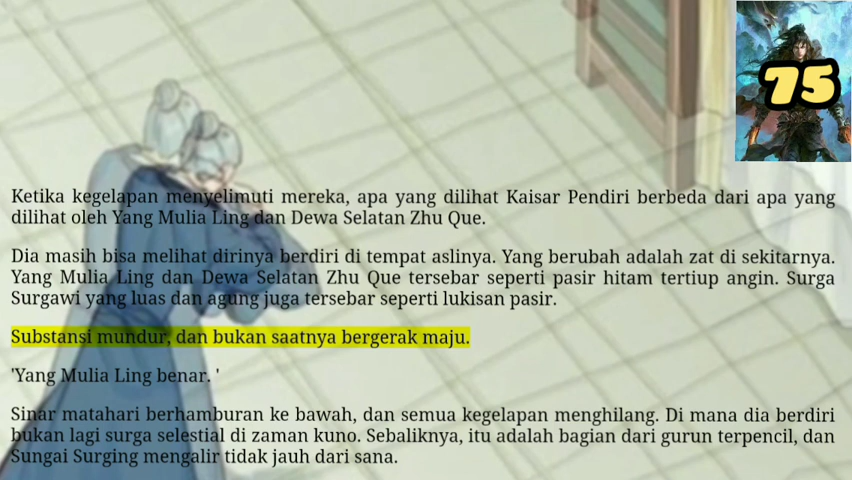 75
Ketika kegelapan menyelimuti mereka, apa yang dilihat Kaisar Pendiri berbeda dari apa yang
dilihat oleh Yang Mulia Ling dan Dewa Selatan Zhu Que.
Dia masih bisa melihat dirinya berdiri di tempat aslinya. Yang berubah adalah zat di sekitarnya.
Yang Mulia Ling dan Dewa Selatan Zhu Que tersebar seperti pasir hitam tertiup angin. Surga
Surgawi yang luas dan agung juga tersebar seperti lukisan pasir.
Substansi mundur, dan bukan saatnya bergerak maju.
'Yang Mulia Ling benar. '
Sinar matahari berhamburan ke bawah, dan semua kegelapan menghilang. Di mana dia berdiri
bukan lagi surga selestial di zaman kuno. Sebaliknya, itu adalah bagian dari gurun terpencil, dan
Sungai Surging mengalir tidak jauh dari sana.